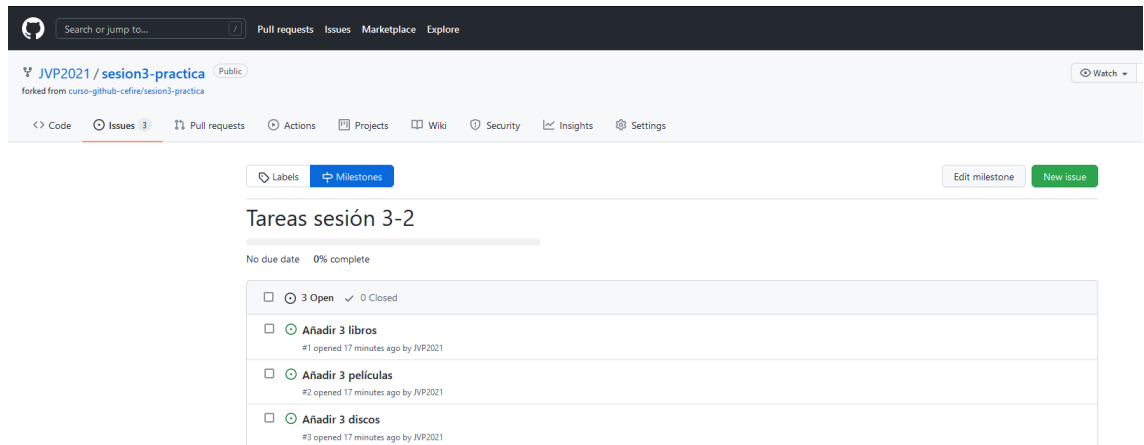 Search or jump to... / Pull requests Issues Marketplace Explore
JVP2021 / sesion3-practica Public
Watch
forked from curso-github-cefire/sesion3-practica
<> Code Issues 3 Pull requests Actions Projects Wiki Security Insights Settings
Labels Milestones Edit milestone New issue
Tareas sesión 3-2
No due date 0% complete
3 Open 0 Closed
Añadir 3 libros
#1 opened 17 minutes ago by JVP2021
Añadir 3 películas
#2 opened 17 minutes ago by JVP2021
Añadir 3 discos
#3 opened 17 minutes ago by JVP2021